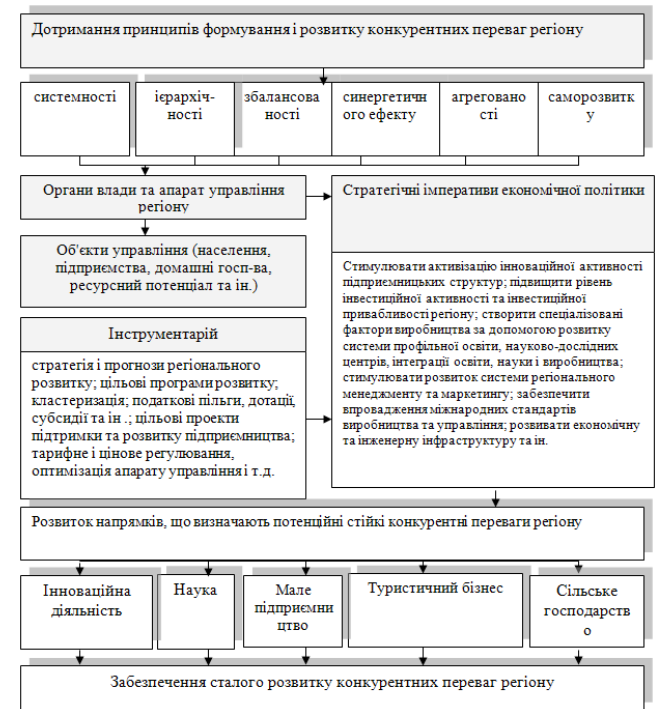 Дотримання принципів формування і розвитку конкурентних переваг регіону
системності
ієрархіч-
ності
збалансова
ності
синергетичн
ого ефекту
агреговано
сті
саморозвитк
у
Органи влади та апарат управління
регіону
Об'єкти управління (населення,
підприємства, домашні госп-ва,
ресурсний потенціал та ін.)
Інструментарій
стратегія і прогнози регіонального
розвитку; цільові програми розвитку;
кластеризація; податкові пільги, дотації,
субсидії та ін .; цільові проекти
підтримки та розвитку підприємництва;
тарифне і цінове регулювання,
оптимізація апарату управління і т.д.
Стратегічні імперативи економічної політики
Стимулювати активізацію інноваційної активності
підприємницьких структур; підвищити рівень
інвестиційної активності та інвестиційної
привабливості регіону; створити спеціалізовані
фактори виробництва за допомогою розвитку
системи профільної освіти, науково-дослідних
центрів, інтеграції освіти, науки і виробництва;
стимулювати розвиток системи регіонального
менеджменту та маркетингу; забезпечити
впровадження міжнародних стандартів
виробництва та управління; розвивати економічну
та інженерну інфраструктуру та ін.
Розвиток напрямків, що визначають потенційні стійкі конкурентні переваги регіону
Інноваційна
діяльність
Наука
Мале
підприємни
цтво
Туристичний бізнес
Сільське
господарств
о
Забезпечення сталого розвитку конкурентних переваг регіону